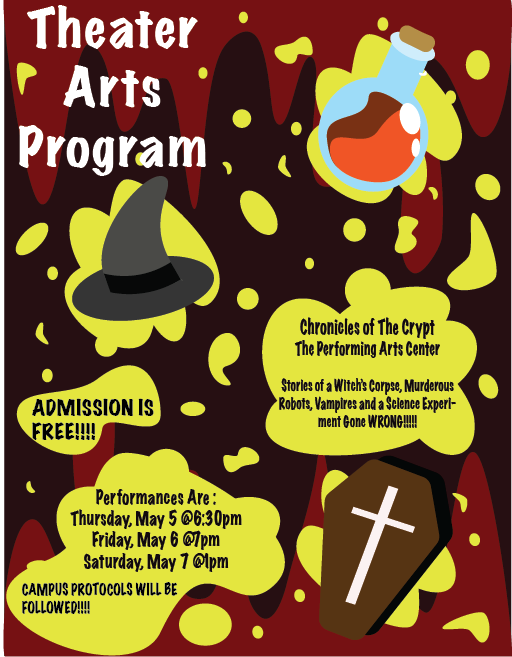 Theater
Arts
Program
Chronicles of The Crypt
The Performing Arts Center
Stories of a Witch's Corpse, Murderous
Robots, Vampires and a Science Experi-
ment Gone WRONG!!!!!
ADMISSION IS
FREE!!!!
Performances Are :
Thursday, May 5 @6:30pm
Friday, May 6 @7pm
Saturday, May 7 @1pm
CAMPUS PROTOCOLS WILL BE
FOLLOWED!!!!